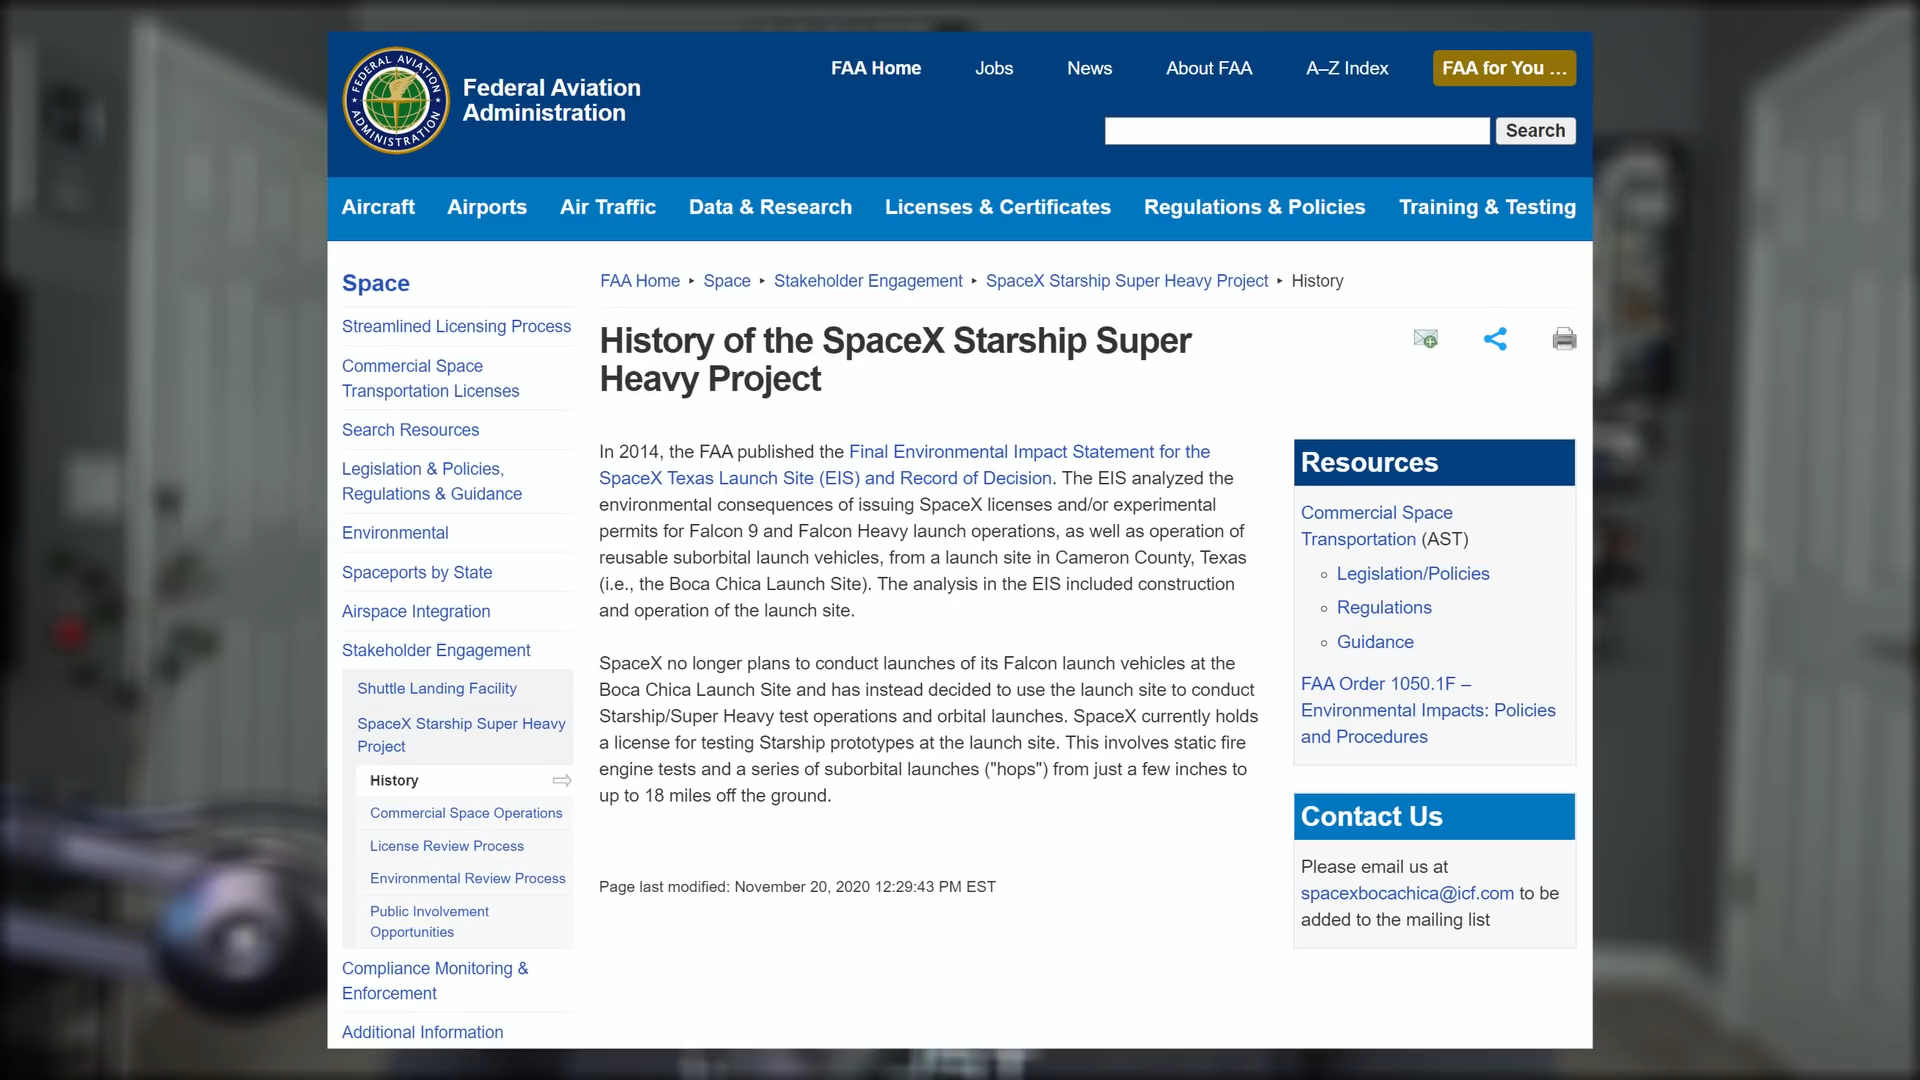 FEDERAL AVIATION
ADMINISTRATION
Federal Aviation
Administration
FAA Home
Jobs
News
About FAA
A–Z Index
FAA for You ...
Search
Aircraft
Airports
Air Traffic
Data & Research
Licenses & Certificates
Regulations & Policies
Training & Testing
Space
Streamlined Licensing Process
Commercial Space
Transportation Licenses
Search Resources
Legislation & Policies,
Regulations & Guidance
Environmental
Spaceports by State
Airspace Integration
Stakeholder Engagement
Shuttle Landing Facility
SpaceX Starship Super Heavy
Project
History
Commercial Space Operations
License Review Process
Environmental Review Process
Public Involvement
Opportunities
Compliance Monitoring &
Enforcement
Additional Information
FAA Home ▸ Space ▸ Stakeholder Engagement ▸ SpaceX Starship Super Heavy Project ▸ History
History of the SpaceX Starship Super
Heavy Project
In 2014, the FAA published the Final Environmental Impact Statement for the
SpaceX Texas Launch Site (EIS) and Record of Decision. The EIS analyzed the
environmental consequences of issuing SpaceX licenses and/or experimental
permits for Falcon 9 and Falcon Heavy launch operations, as well as operation of
reusable suborbital launch vehicles, from a launch site in Cameron County, Texas
(i.e., the Boca Chica Launch Site). The analysis in the EIS included construction
and operation of the launch site.
SpaceX no longer plans to conduct launches of its Falcon launch vehicles at the
Boca Chica Launch Site and has instead decided to use the launch site to conduct
Starship/Super Heavy test operations and orbital launches. SpaceX currently holds
a license for testing Starship prototypes at the launch site. This involves static fire
engine tests and a series of suborbital launches ("hops") from just a few inches to
up to 18 miles off the ground.
Page last modified: November 20, 2020 12:29:43 PM EST
Resources
Commercial Space
Transportation (AST)
Legislation/Policies
Regulations
Guidance
FAA Order 1050.1F –
Environmental Impacts: Policies
and Procedures
Contact Us
Please email us at
spacexbocachica@icf.com to be
added to the mailing list